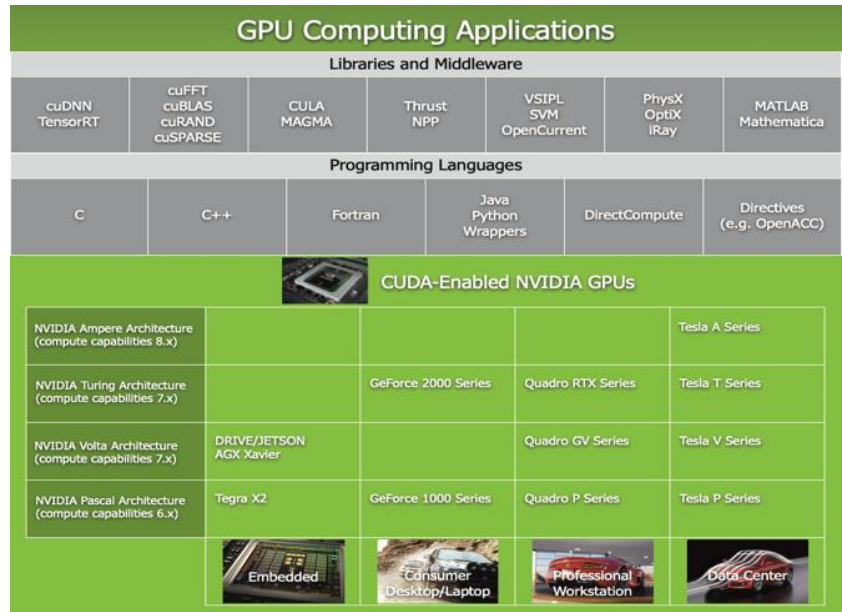 GPU Computing Applications
Libraries and Middleware
cuDNN
TensorRT
cuFFT
cuBLAS
cuRAND
cuSPARSE
CULA
MAGMA
Thrust
NPP
VSIPL
SVM
OpenCurrent
PhysX
OptiX
iRay
MATLAB
Mathematica
Programming Languages
C
C++
Fortran
Java
Python
Wrappers
DirectCompute
Directives
(e.g. OpenACC)
CUDA-Enabled NVIDIA GPUs
NVIDIA Ampere Architecture
(compute capabilities 8.x)
Tesla A Series
NVIDIA Turing Architecture
(compute capabilities 7.x)
GeForce 2000 Series
Quadro RTX Series
Tesla T Series
NVIDIA Volta Architecture
(compute capabilities 7.x)
DRIVE/JETSON
AGX Xavier
Quadro GV Series
Tesla V Series
NVIDIA Pascal Architecture
(compute capabilities 6.x)
Tegra X2
GeForce 1000 Series
Quadro P Series
Tesla P Series
Embedded
Consumer
Desktop/Laptop
Professional
Workstation
Data Center